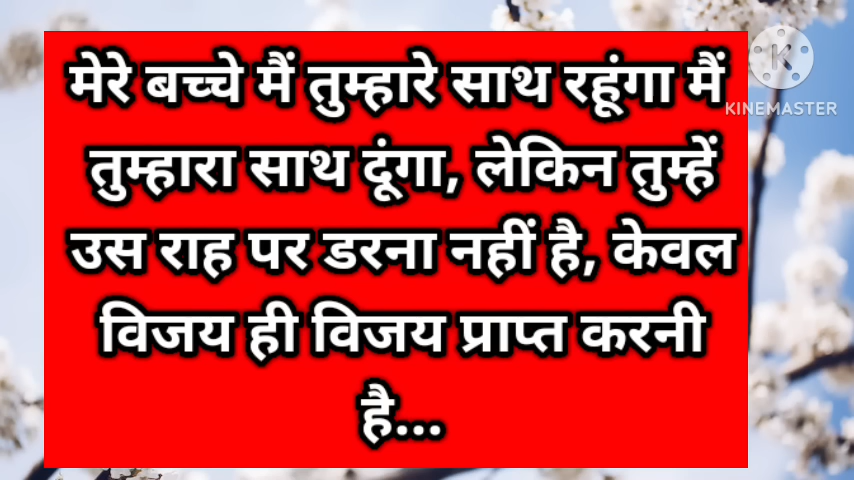 मेरे बच्चे मैं तुम्हारे साथ रहूंगा मैं
तुम्हारा साथ दूंगा, लेकिन तुम्हें
उस राह पर डरना नहीं है, केवल
विजय ही विजय प्राप्त करनी
है...
K
KINEMASTER